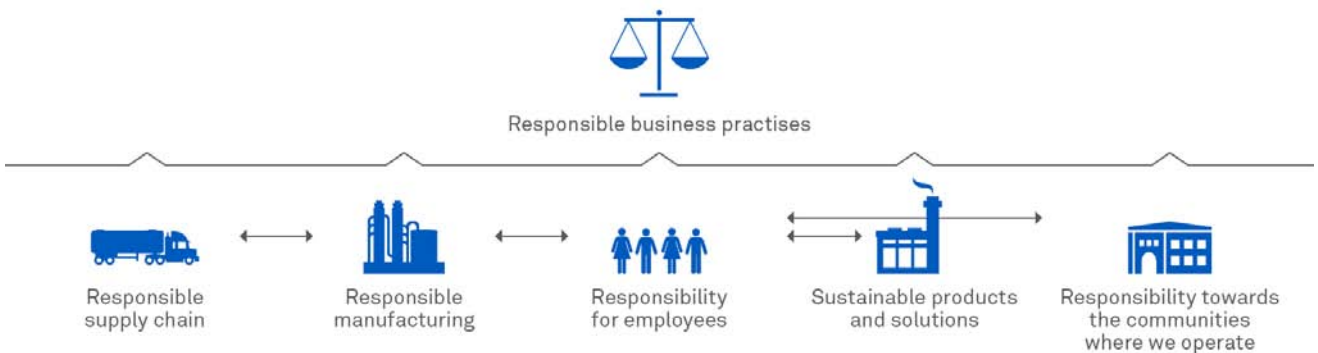 Responsible business practises
Responsible
supply chain
Responsible
manufacturing
Responsibility
for employees
Sustainable products
and solutions
Responsibility towards
the communities
where we operate